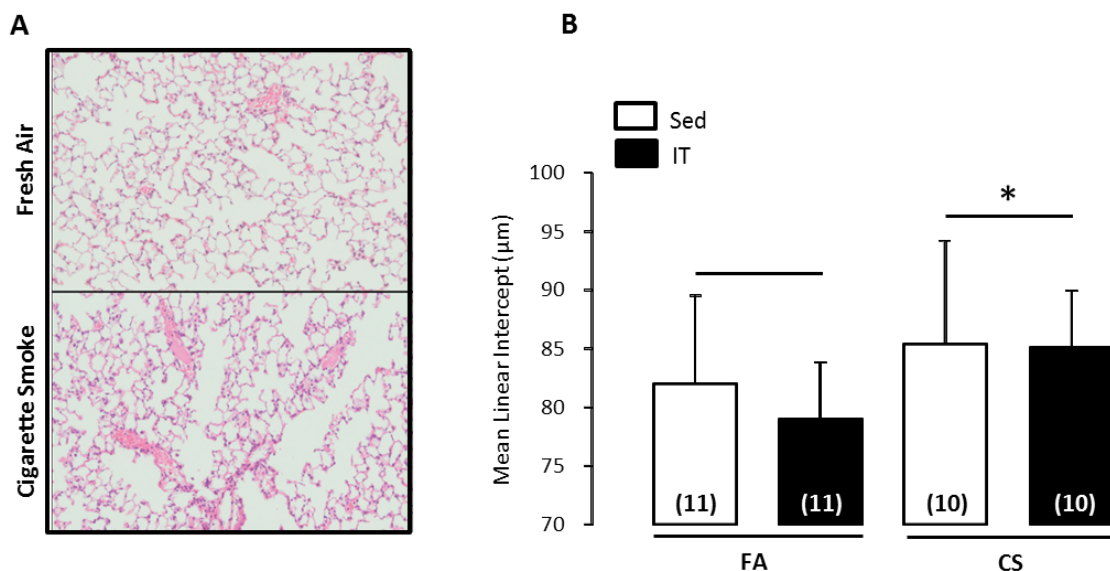 A
Fresh Air
Cigarette Smoke
B
Sed
IT
Mean Linear Intercept (µm)
100
95
90
85
80
75
70
*
(11)
(11)
(10)
(10)
FA
CS